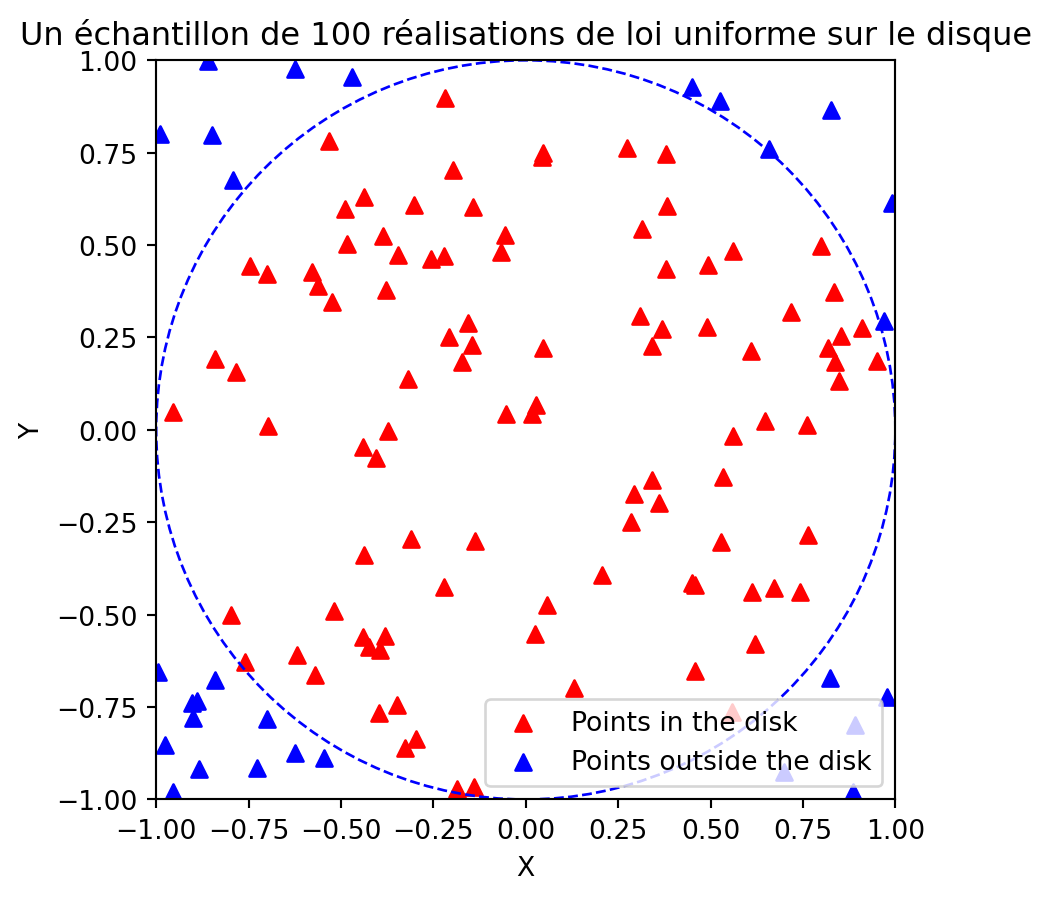 Un échantillon de 100 réalisations de loi uniforme sur le disque
1.00
0.75
0.50
0.25
0.00
−0.25
−0.50
−0.75
−1.00
Y
Points in the disk
Points outside the disk
−1.00 −0.75 −0.50 −0.25 0.00 0.25 0.50 0.75 1.00
X